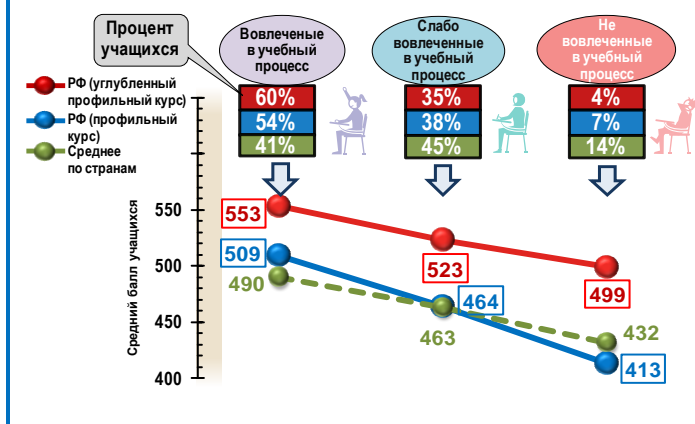 Процент
учащихся
Вовлеченые
в учебный
процесс
Слабо
вовлеченные
в учебный
процесс
Не
вовлеченные
в учебный
процесс
РФ (углубленный
профильный курс)
РФ (профильный
курс)
Среднее
по странам
60%
54%
41%
35%
38%
45%
4%
7%
14%
Средний балл учащихся
550
500
450
400
553
509
490
523
464
463
499
432
413